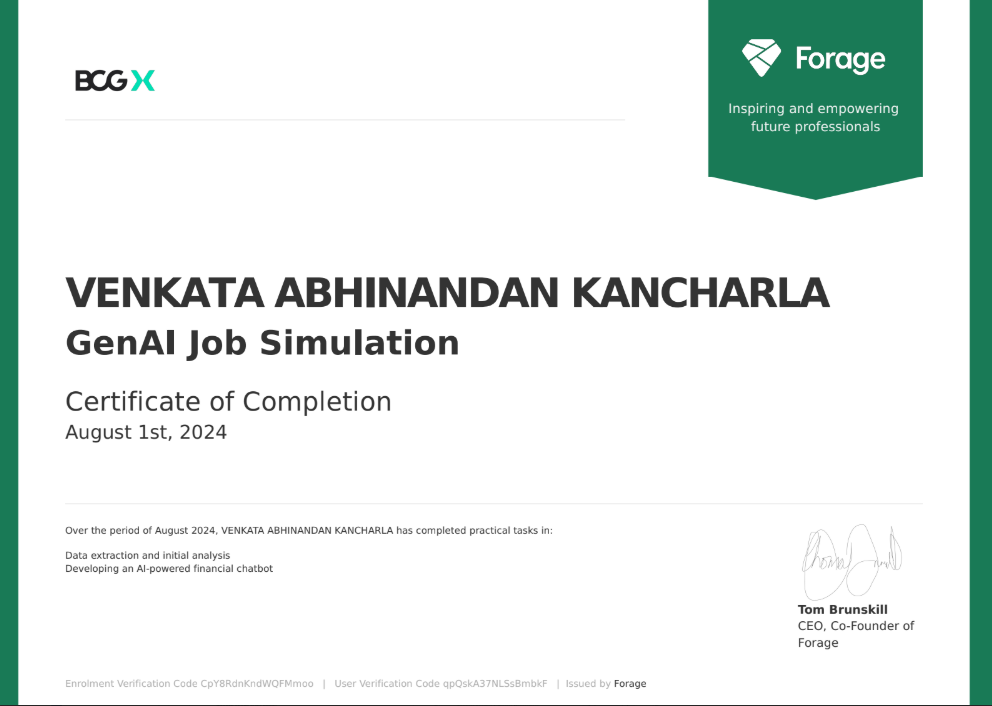 BCG X
Forage
Inspiring and empowering
future professionals
VENKATA ABHINANDAN KANCHARLA
GenAI Job Simulation
Certificate of Completion
August 1st, 2024
Over the period of August 2024, VENKATA ABHINANDAN KANCHARLA has completed practical tasks in:
Data extraction and initial analysis
Developing an AI-powered financial chatbot
Tom Brunskill
CEO, Co-Founder of
Forage
Enrolment Verification Code CpY8RdnKndWQFMmoo | User Verification Code qpQskA37NLSsBmbkF | Issued by Forage